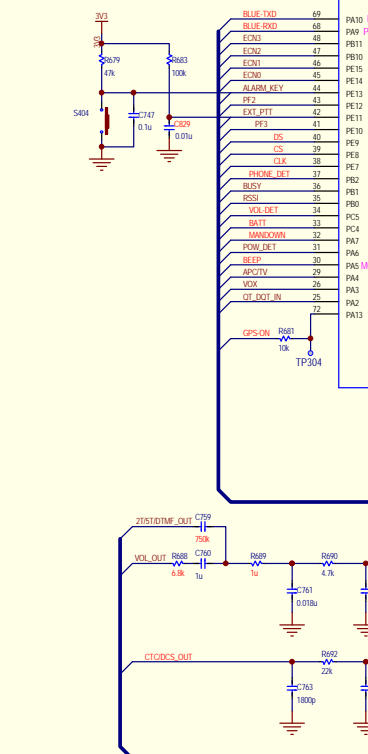 3V3
3V3
R679
47k
R683
100k
S404
C747
0.1u
C829
0.01u
BLUE-TXD 69 PA10
BLUE-RXD 68 PA9 P
ECN3 48 PB11
ECN2 47 PB10
ECN1 46 PE15
ECN0 45 PE14
ALARM_KEY 44 PE13
PF2 43 PE12
EXT_PTT 42 PE11
PF3 41 PE10
DS 40 PE9
CS 39 PE8
CLK 38 PE7
PHONE_DET 37 PB2
BUSY 36 PB1
RSSI 35 PB0
VOL-DET 34 PC5
BATT 33 PC4
MANDOWN 32 PA7
POW_DET 31 PA6
BEEP 30 PA5 M
APC/TV 29 PA4
VOX 26 PA3
QT_DQT_IN 25 PA2
72 PA13
GPS-ON R681
10k
TP304
2T/5T/DTMF_OUT C759
750k
VOL_OUT R688 C760 R689 R690
6.8k 1u 1u 4.7k
C761
0.018u
CTC/DCS_OUT R692
22k
C763
1800p